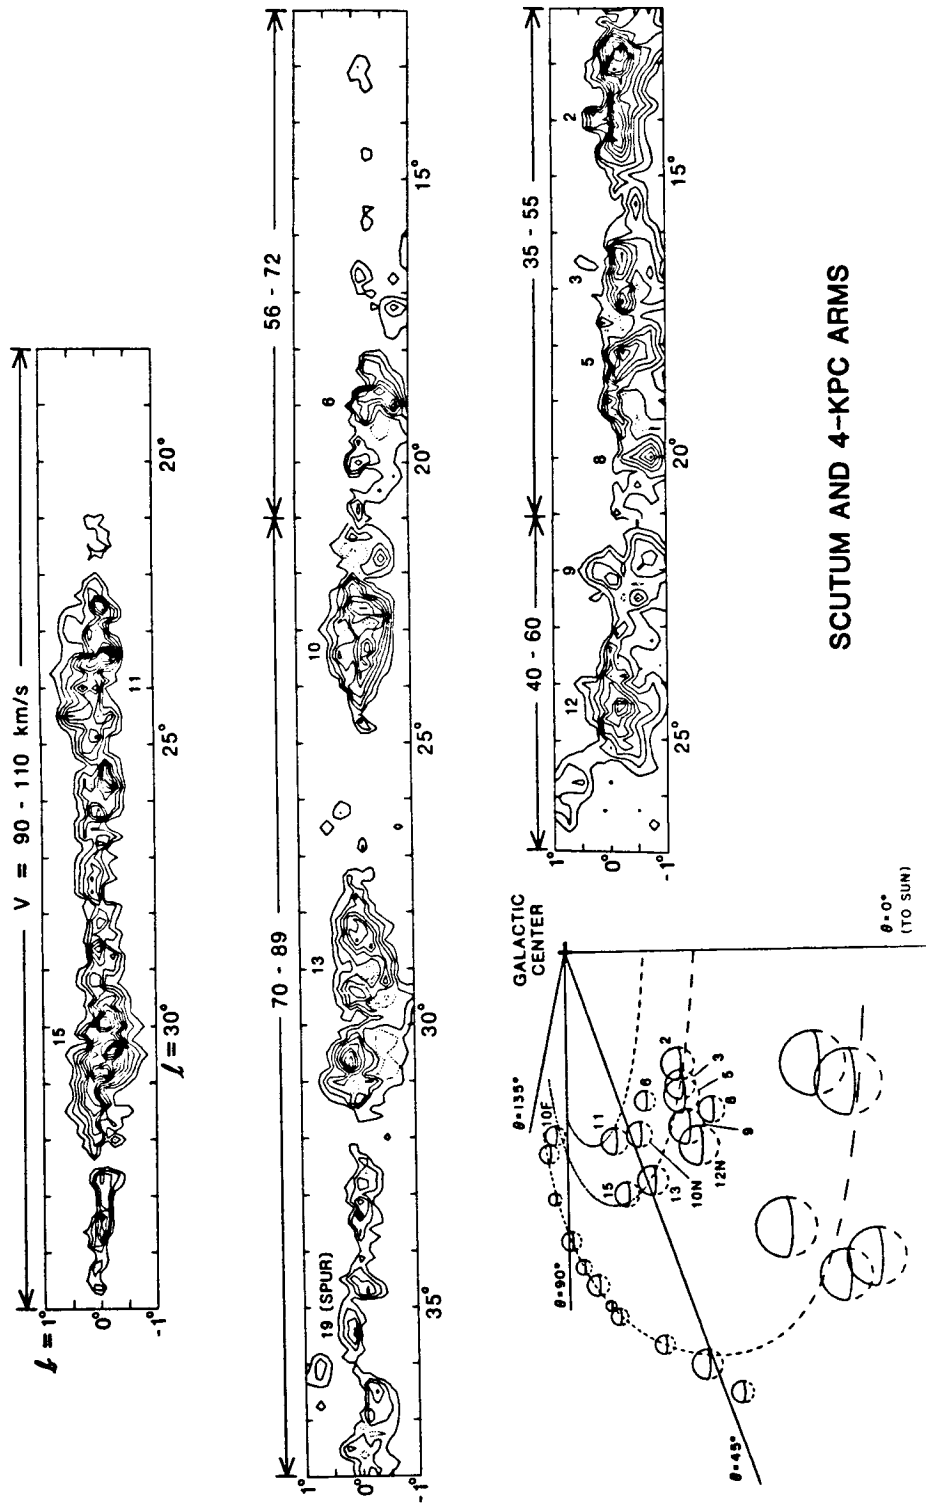 V = 90 - 110 km/s
ℓ = 1°
0°
-1°
15
11
20°
25°
ℓ = 30°
70 - 89
56 - 72
1°
0°
-1°
19 (SPUR)
13
10
6
35°
30°
25°
20°
15°
40 - 60
35 - 55
1°
0°
-1°
12
9
8
5
3
2
25°
20°
15°
GALACTIC
CENTER
θ=135°
θ=90°
θ=45°
θ=0°
(TO SUN)
10F
11
15
13
10N
12N
9
8
6
5
3
2
SCUTUM AND 4-KPC ARMS